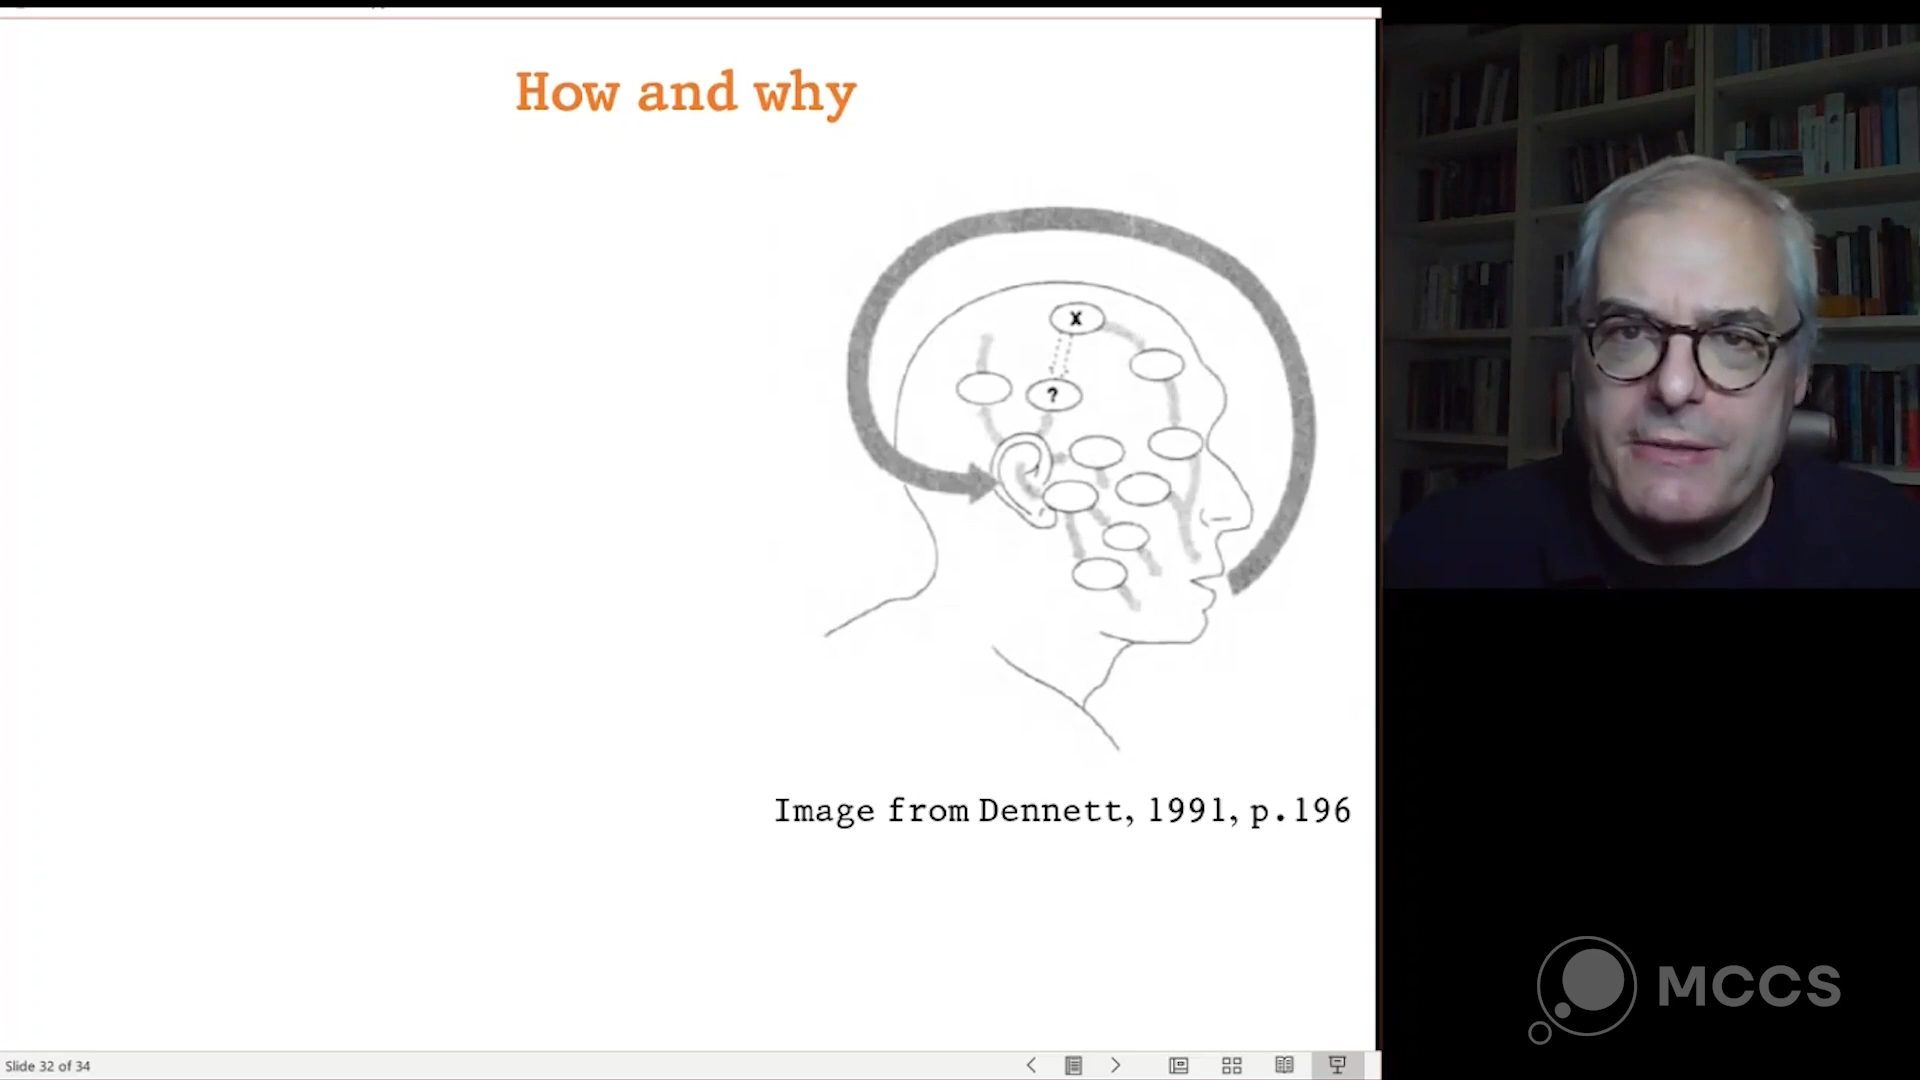 How and why
X
?
Image from Dennett, 1991, p.196
MCCS
Slide 32 of 34